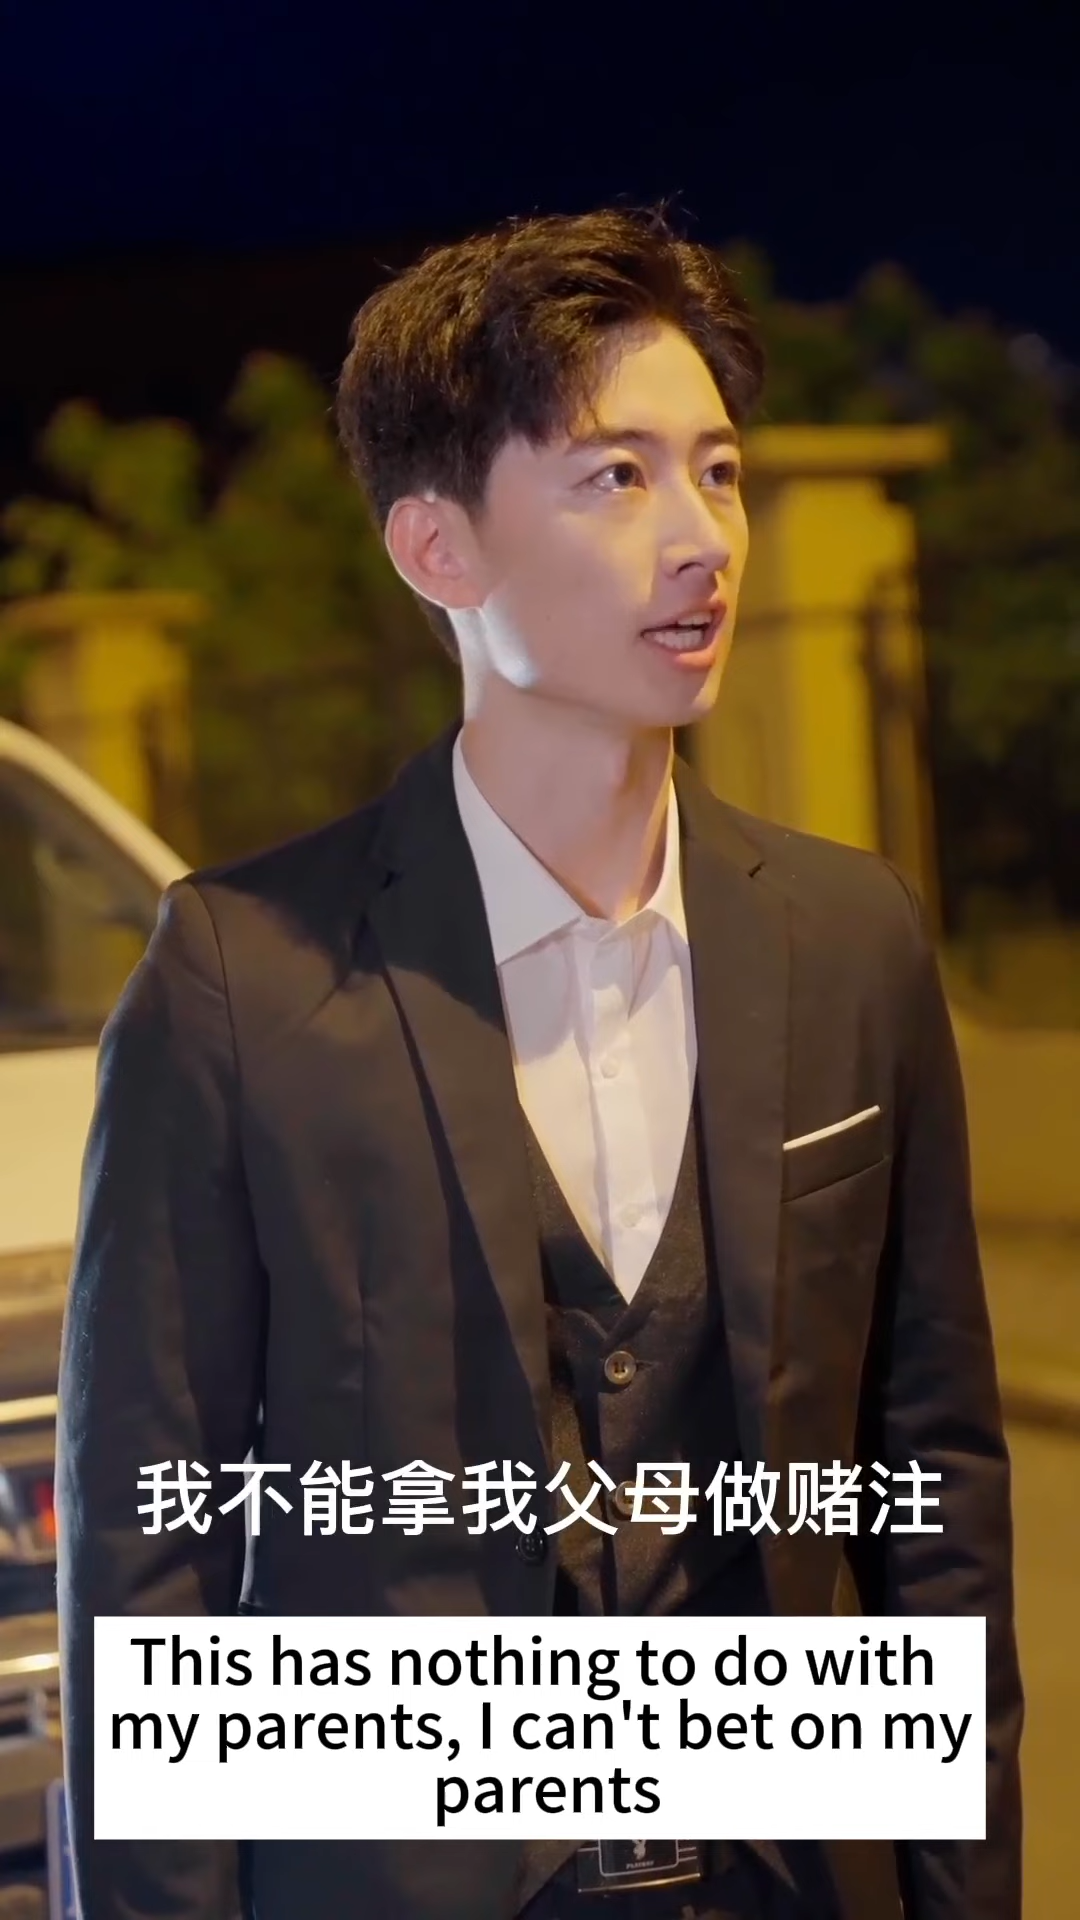 我不能拿我父母做赌注
This has nothing to do with
my parents, I can't bet on my
parents
PLAYBOY